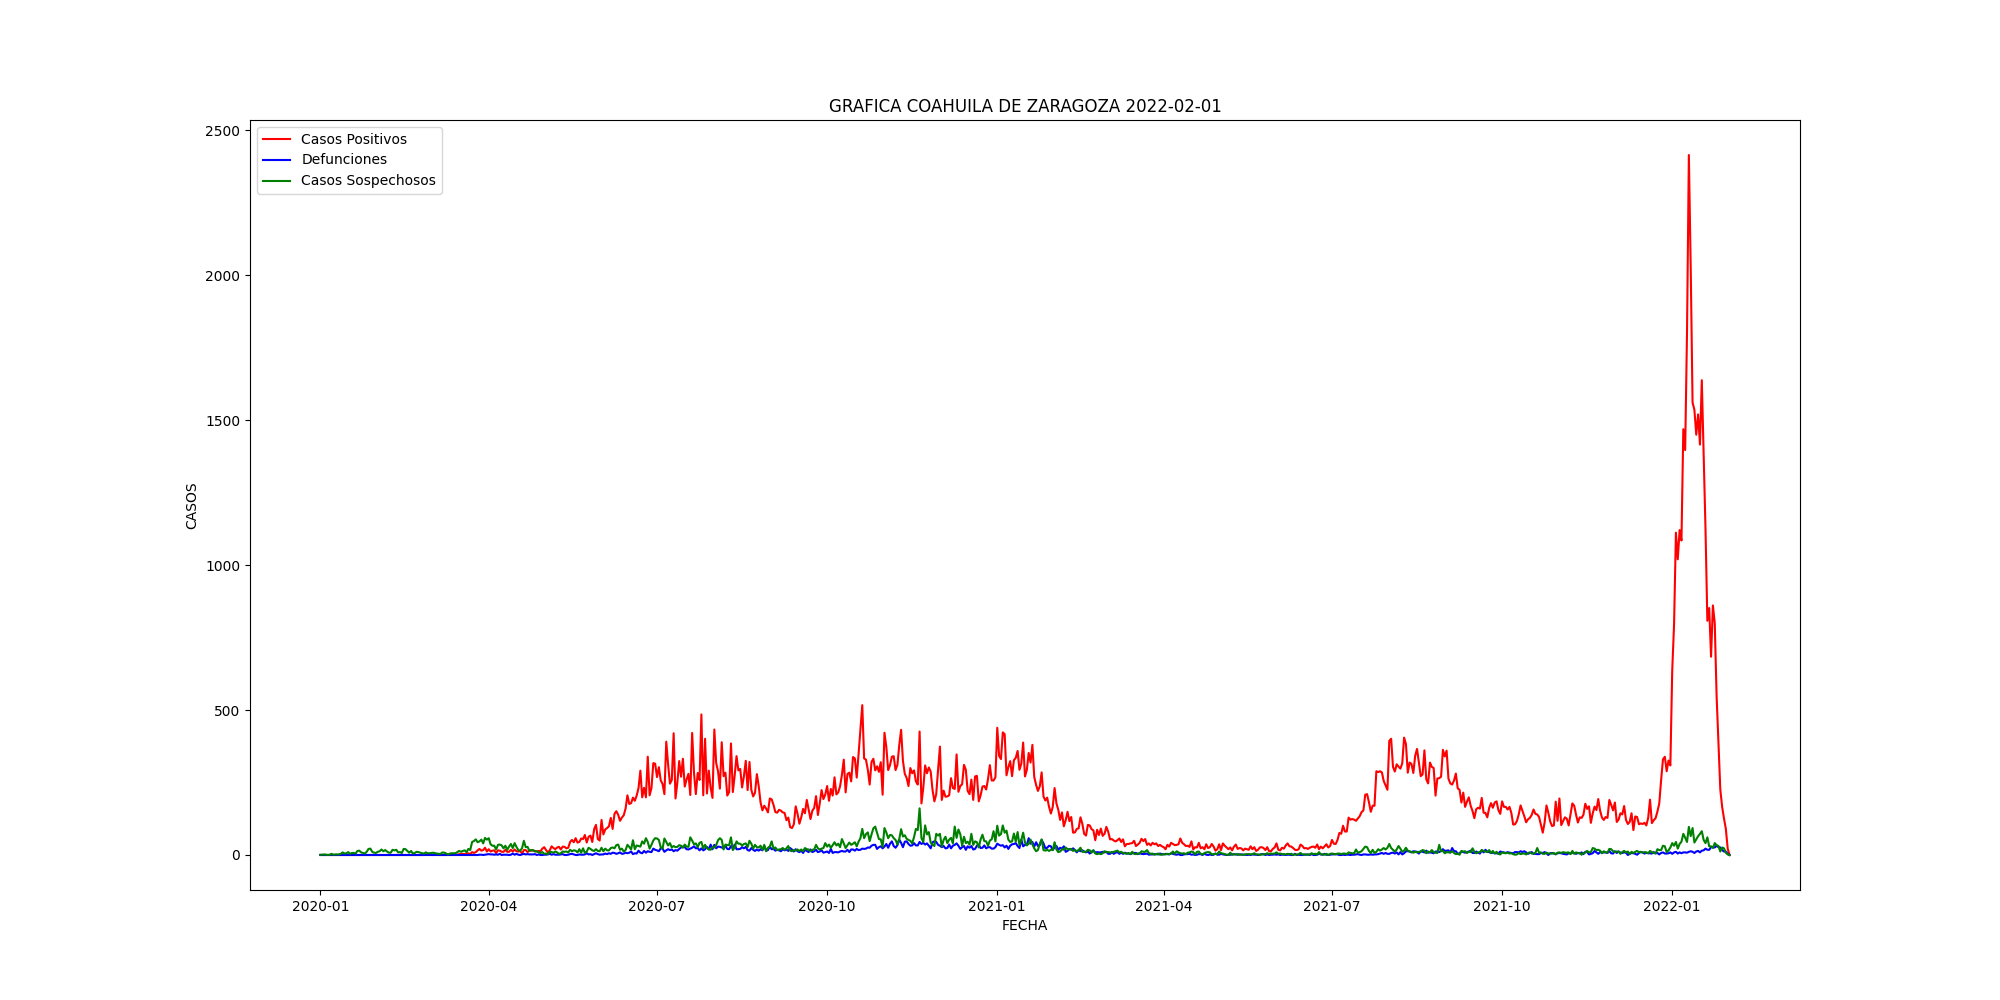 GRAFICA COAHUILA DE ZARAGOZA 2022-02-01
Casos Positivos
Defunciones
Casos Sospechosos
CASOS
2500
2000
1500
1000
500
0
2020-01 2020-04 2020-07 2020-10 2021-01 2021-04 2021-07 2021-10 2022-01
FECHA